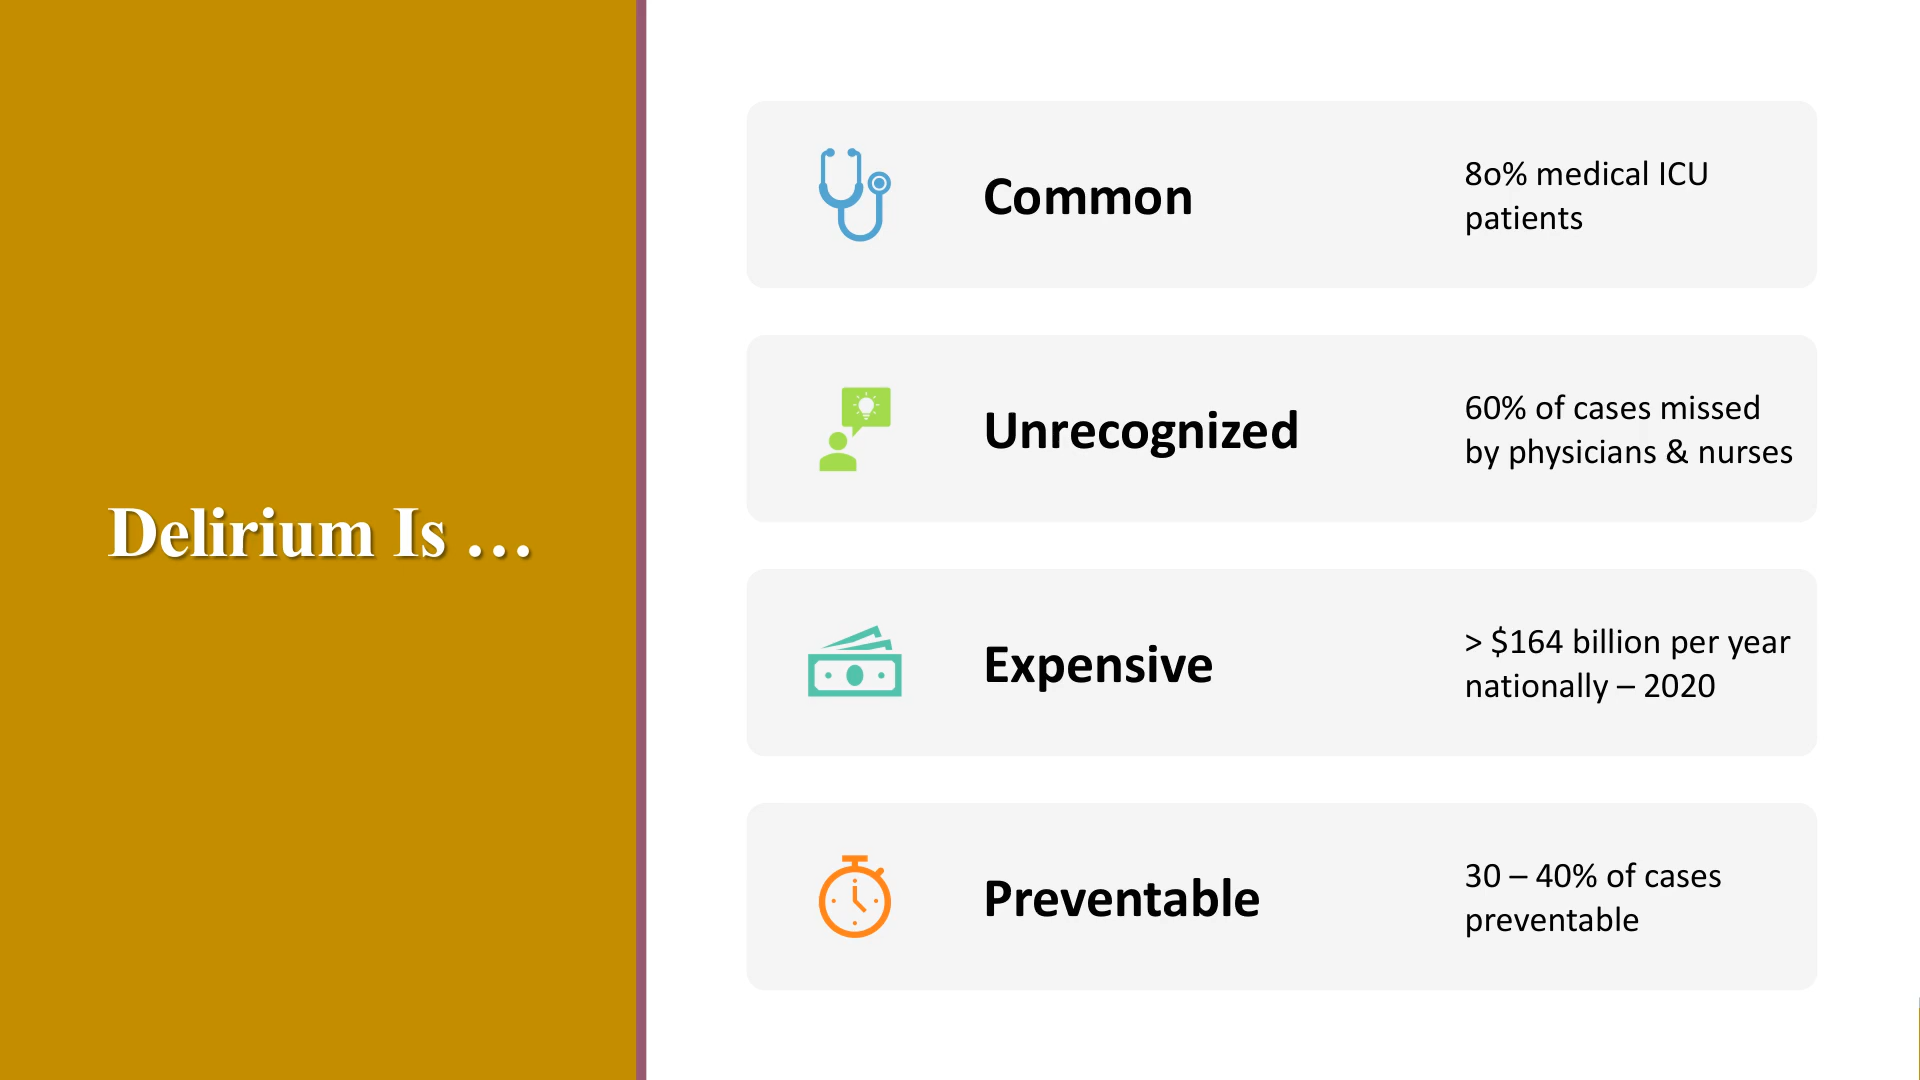 Delirium Is …
Common
8o% medical ICU
patients
Unrecognized
60% of cases missed
by physicians & nurses
Expensive
> $164 billion per year
nationally – 2020
Preventable
30 – 40% of cases
preventable